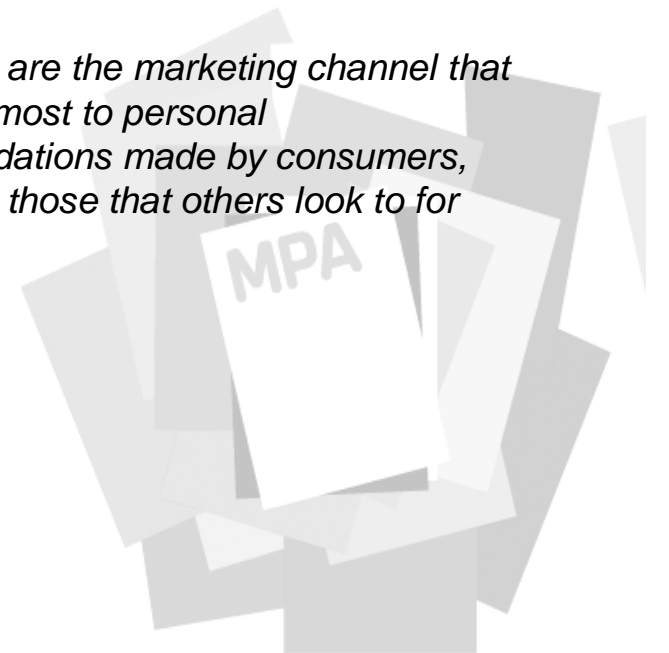 are the marketing channel that
most to personal
dations made by consumers,
those that others look to for
MPA